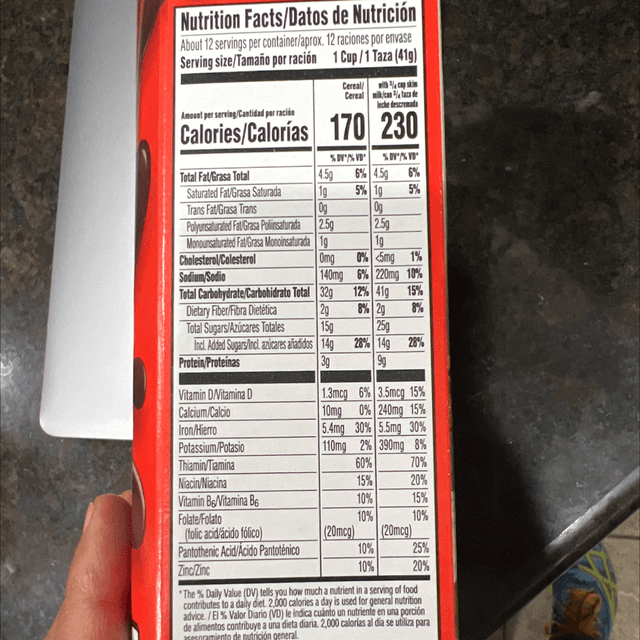 Nutrition Facts/Datos de Nutrición
About 12 servings per container/aprox. 12 raciones por envase
Serving size/Tamaño por ración 1 Cup / 1 Taza (41g)
Cereal/ Cereal
with 3/4 cup skim milk/con 3/4 taza de leche descremada
Amount per serving/Cantidad por ración
Calories/Calorías 170 230
% DV*/% VD* % DV*/% VD*
Total Fat/Grasa Total 4.5g 6% 4.5g 6%
Saturated Fat/Grasa Saturada 1g 5% 1g 5%
Trans Fat/Grasa Trans 0g 0g
Polyunsaturated Fat/Grasa Poliinsaturada 2.5g 2.5g
Monounsaturated Fat/Grasa Monoinsaturada 1g 1g
Cholesterol/Colesterol 0mg 0% <5mg 1%
Sodium/Sodio 140mg 6% 220mg 10%
Total Carbohydrate/Carbohidrato Total 32g 12% 41g 15%
Dietary Fiber/Fibra Dietética 2g 8% 2g 8%
Total Sugars/Azúcares Totales 15g 25g
Incl. Added Sugars/Incl. azúcares añadidos 14g 28% 14g 28%
Protein/Proteínas 3g 9g
Vitamin D/Vitamina D 1.3mcg 6% 3.5mcg 15%
Calcium/Calcio 10mg 0% 240mg 15%
Iron/Hierro 5.4mg 30% 5.5mg 30%
Potassium/Potasio 110mg 2% 390mg 8%
Thiamin/Tiamina 60% 70%
Niacin/Niacina 15% 20%
Vitamin B6/Vitamina B6 10% 15%
Folate/Folato 10% 10%
(folic acid/ácido fólico) (20mcg) (20mcg)
Pantothenic Acid/Ácido Pantoténico 10% 25%
Zinc/Zinc 10% 20%
*The % Daily Value (DV) tells you how much a nutrient in a serving of food
contributes to a daily diet. 2,000 calories a day is used for general nutrition
advice. / El % Valor Diario (VD) le indica cuánto un nutriente en una porción
de alimentos contribuye a una dieta diaria. 2,000 calorías al día se utiliza para
asesoramiento de nutrición general.